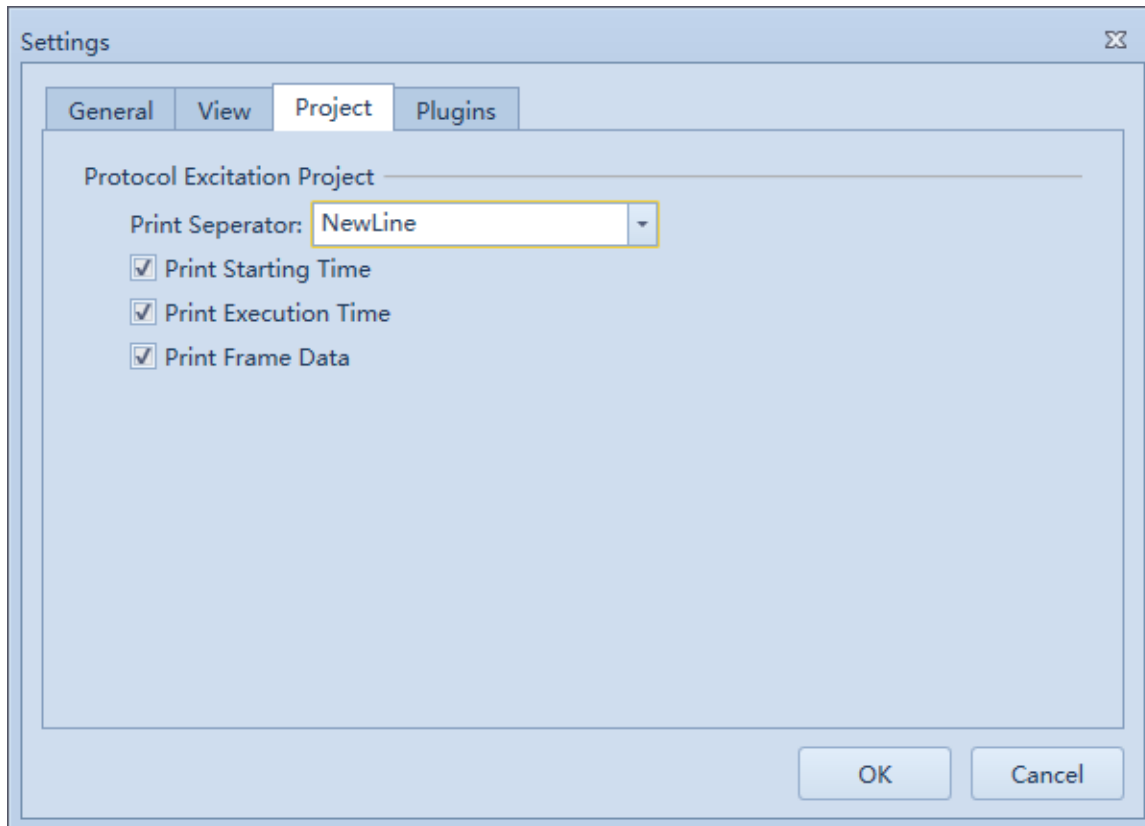 Settings
General View Project Plugins
Protocol Excitation Project
Print Seperator: NewLine
Print Starting Time
Print Execution Time
Print Frame Data
OK Cancel